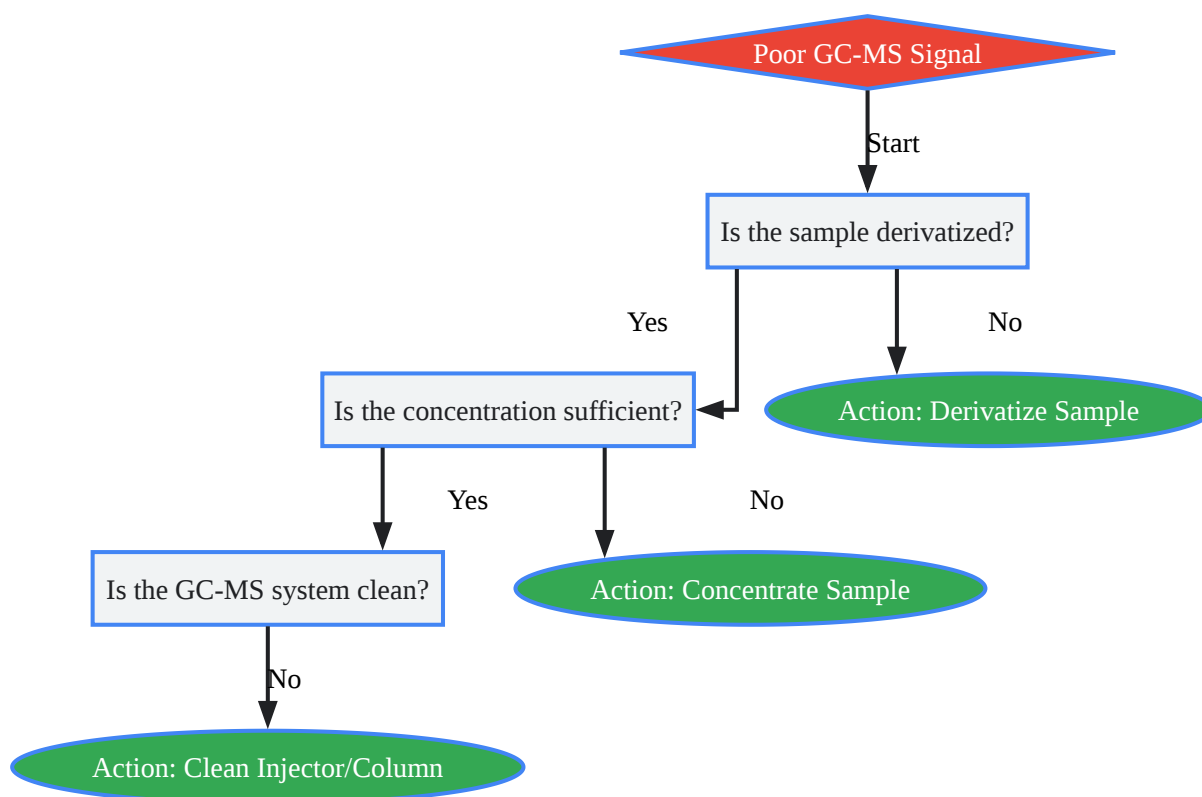 Poor GC-MS Signal
Start
Is the sample derivatized?
Yes
No
Is the concentration sufficient?
Action: Derivatize Sample
Yes
No
Is the GC-MS system clean?
Action: Concentrate Sample
No
Action: Clean Injector/Column